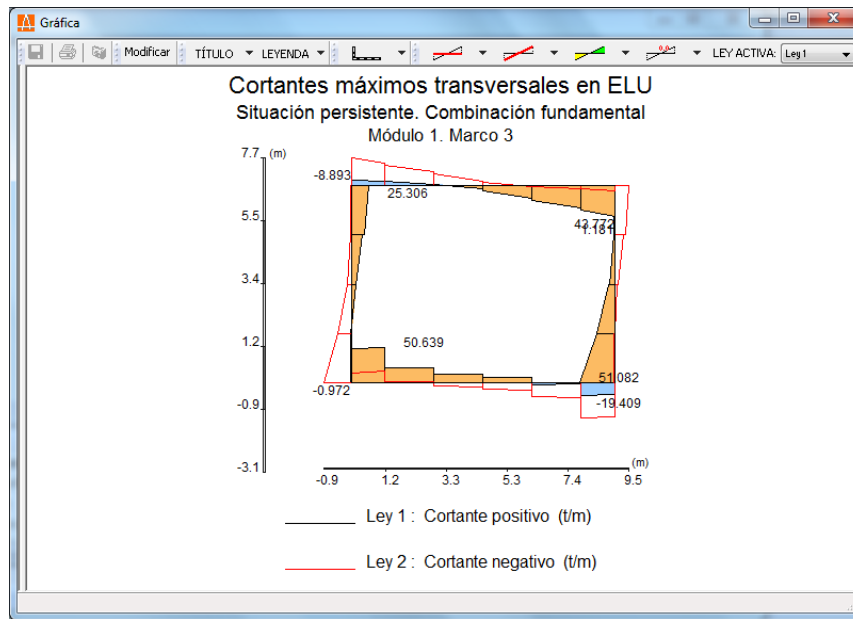 Gráfica
Modificar TÍTULO LEYENDA LEY ACTIVA: Ley 1
Cortantes máximos transversales en ELU
Situación persistente. Combinación fundamental
Módulo 1. Marco 3
7.7 (m)
-8.893
25.306
5.5
43.772
1.181
3.4
1.2
50.639
51.082
-0.972
-0.9
-19.409
-3.1
(m)
-0.9 1.2 3.3 5.3 7.4 9.5
Ley 1 : Cortante positivo (t/m)
Ley 2 : Cortante negativo (t/m)